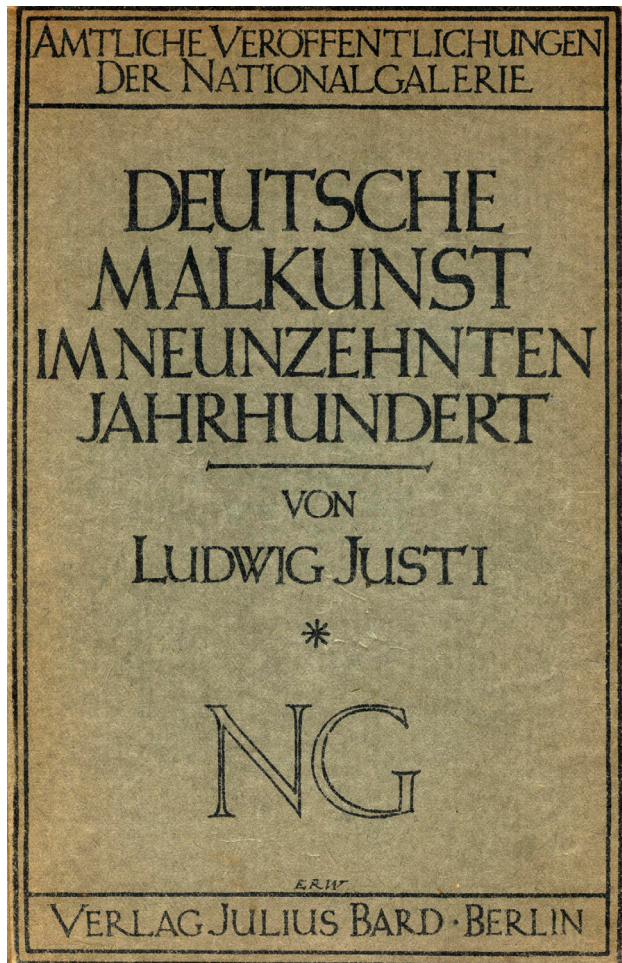 AMTLICHE VERÖFFENTLICHUNGEN
DER NATIONALGALERIE
DEUTSCHE
MALKUNST
IM NEUNZEHNTEN
JAHRHUNDERT
VON
LUDWIG JUSTI
*
NG
ERW
VERLAG JULIUS BARD · BERLIN